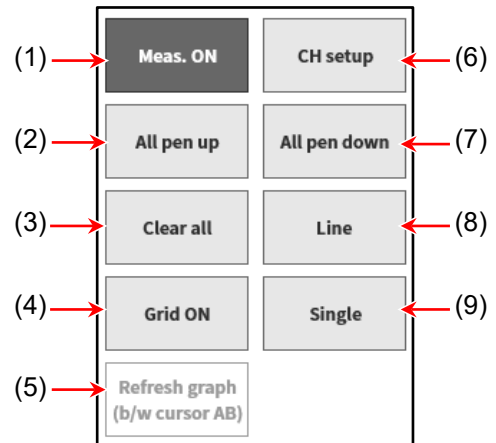 (1) Meas. ON CH setup (6)
(2) All pen up All pen down (7)
(3) Clear all Line (8)
(4) Grid ON Single (9)
(5) Refresh graph
(b/w cursor AB)